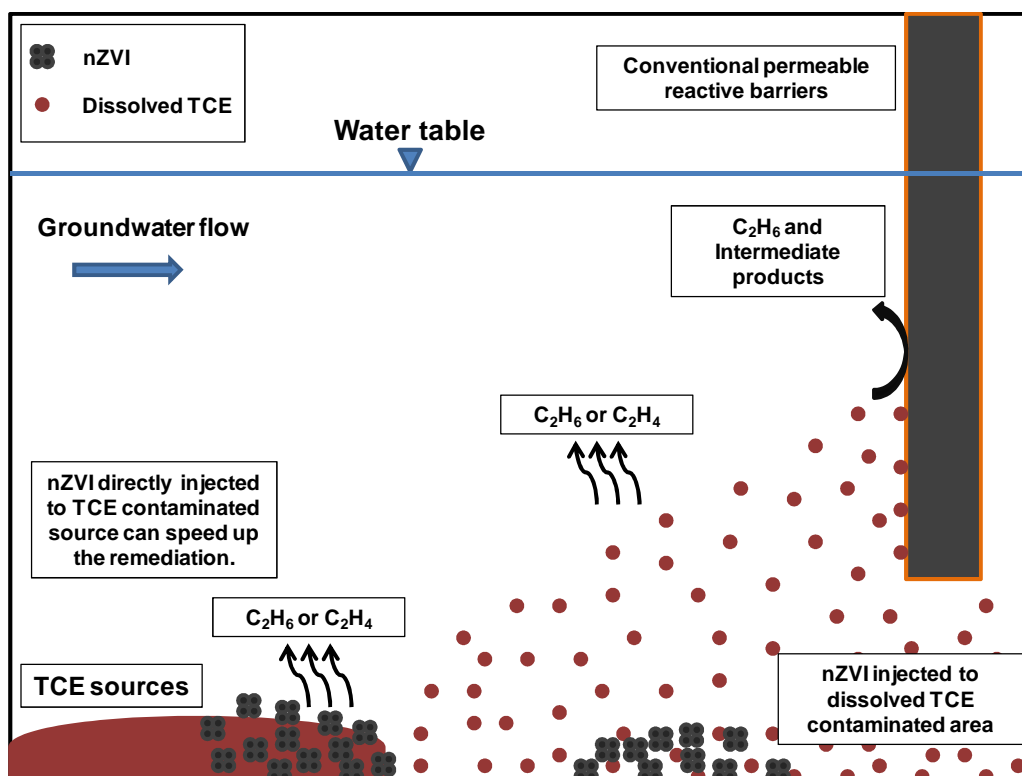 nZVI
Dissolved TCE
Conventional permeable
reactive barriers
Water table
Groundwater flow
C₂H₆ and
Intermediate
products
C₂H₆ or C₂H₄
nZVI directly injected
to TCE contaminated
source can speed up
the remediation.
C₂H₆ or C₂H₄
TCE sources
nZVI injected to
dissolved TCE
contaminated area